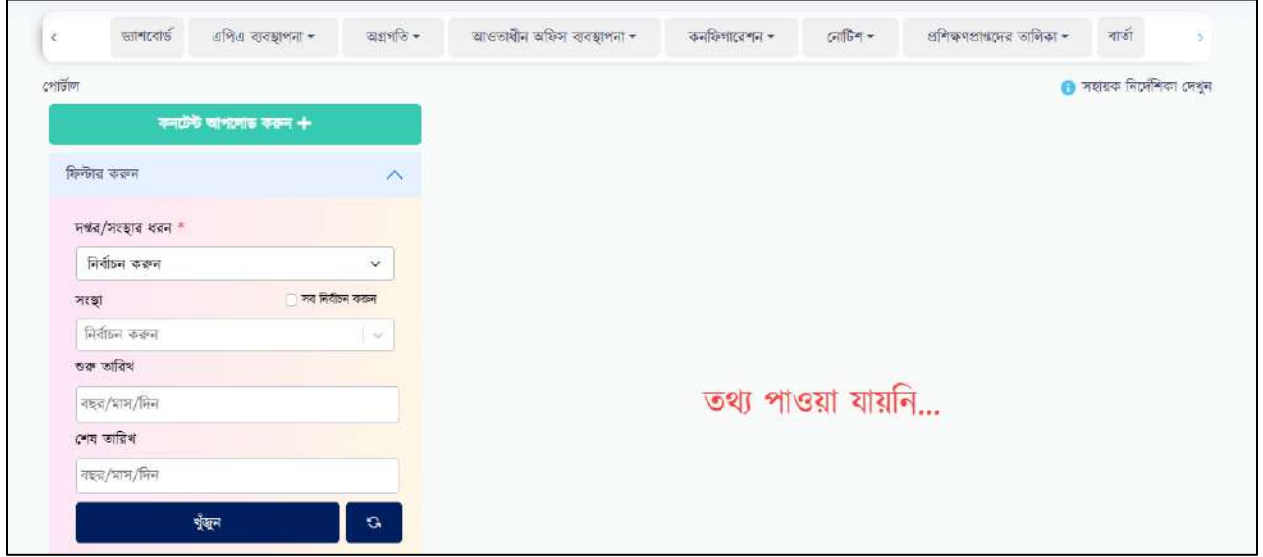 ড্যাশবোর্ড এপিএ ব্যবস্থাপনা অগ্রগতি আওতাধীন অফিস ব্যবস্থাপনা কনফিগারেশন নোটিশ প্রশিক্ষণপ্রাপ্তদের তালিকা বার্তা
পোর্টাল
সহায়ক নির্দেশিকা দেখুন
কনটেন্ট আপলোড করুন +
ফিল্টার করুন
দপ্তর/সংস্থার ধরন *
নির্বাচন করুন
সংস্থা সব নির্বাচন করুন
নির্বাচন করুন
শুরু তারিখ
বছর/মাস/দিন
শেষ তারিখ
বছর/মাস/দিন
খুঁজুন
তথ্য পাওয়া যায়নি...